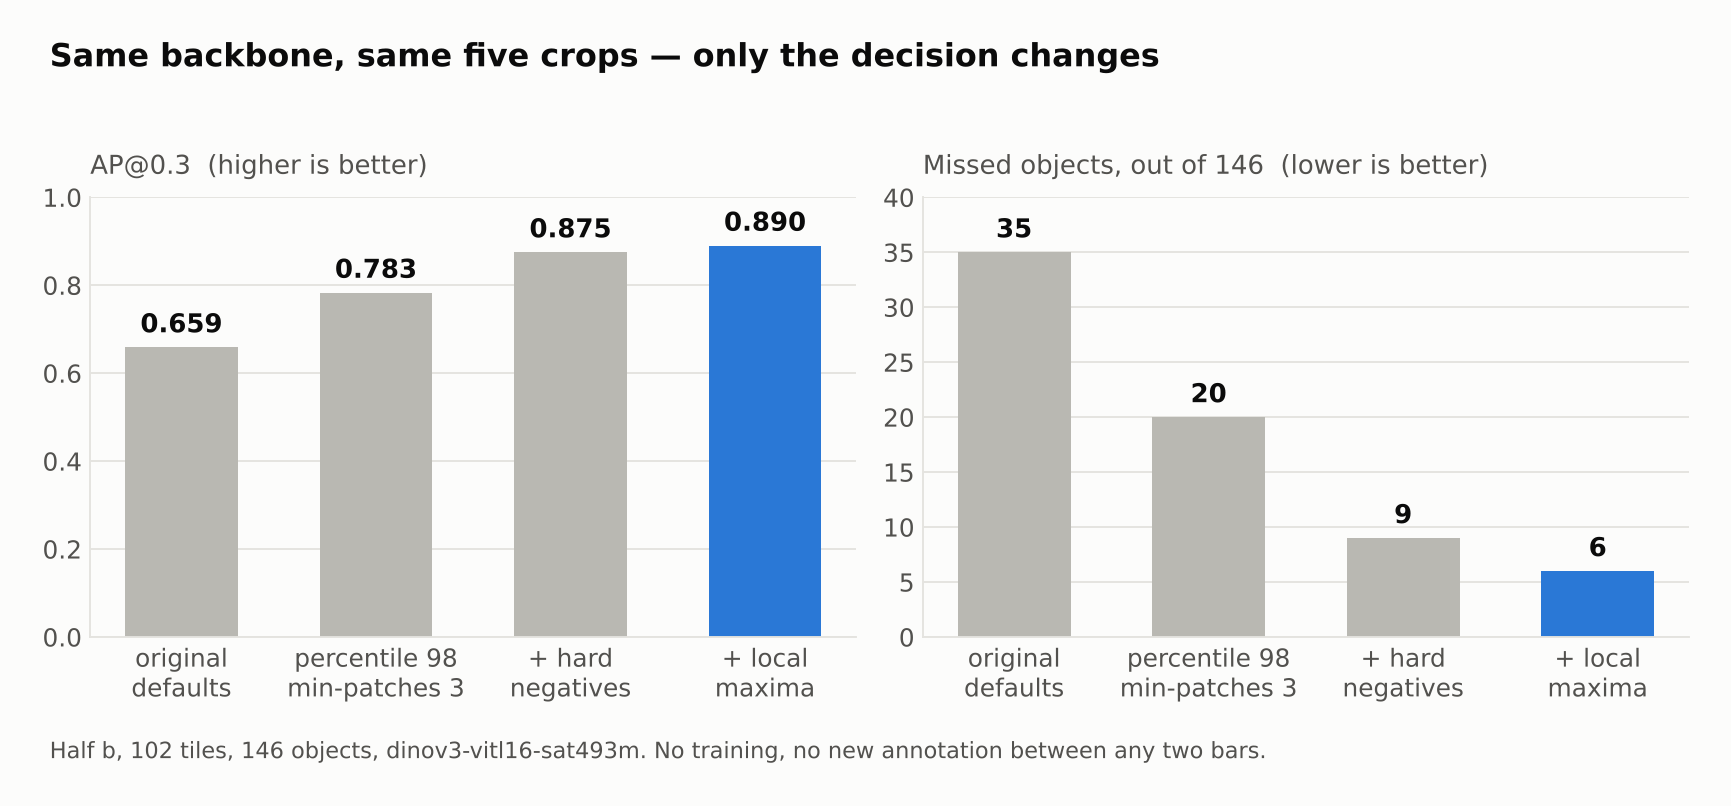 Same backbone, same five crops — only the decision changes
AP@0.3 (higher is better)
1.0
0.8
0.6
0.4
0.2
0.0
0.659
0.783
0.875
0.890
original
defaults
percentile 98
min-patches 3
+ hard
negatives
+ local
maxima
Missed objects, out of 146 (lower is better)
40
35
30
25
20
15
10
5
0
35
20
9
6
original
defaults
percentile 98
min-patches 3
+ hard
negatives
+ local
maxima
Half b, 102 tiles, 146 objects, dinov3-vitl16-sat493m. No training, no new annotation between any two bars.